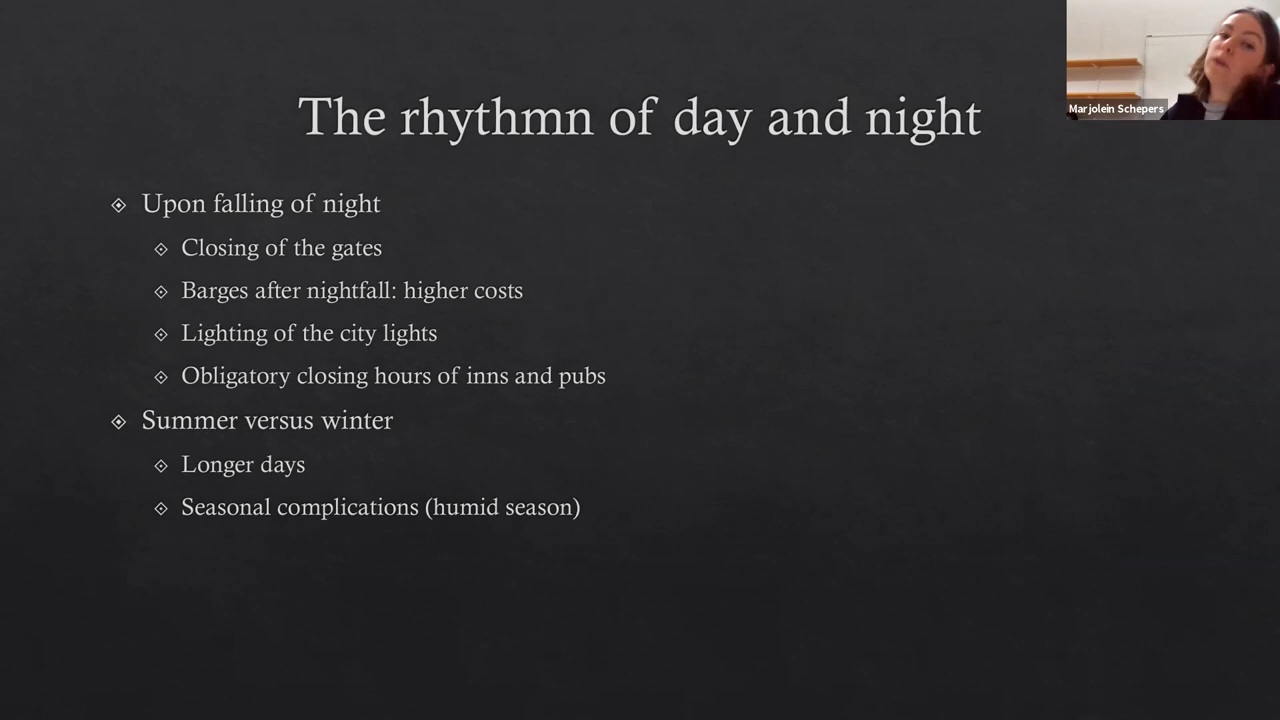 Marjolein Schepers
The rhythmn of day and night
Upon falling of night
Closing of the gates
Barges after nightfall: higher costs
Lighting of the city lights
Obligatory closing hours of inns and pubs
Summer versus winter
Longer days
Seasonal complications (humid season)